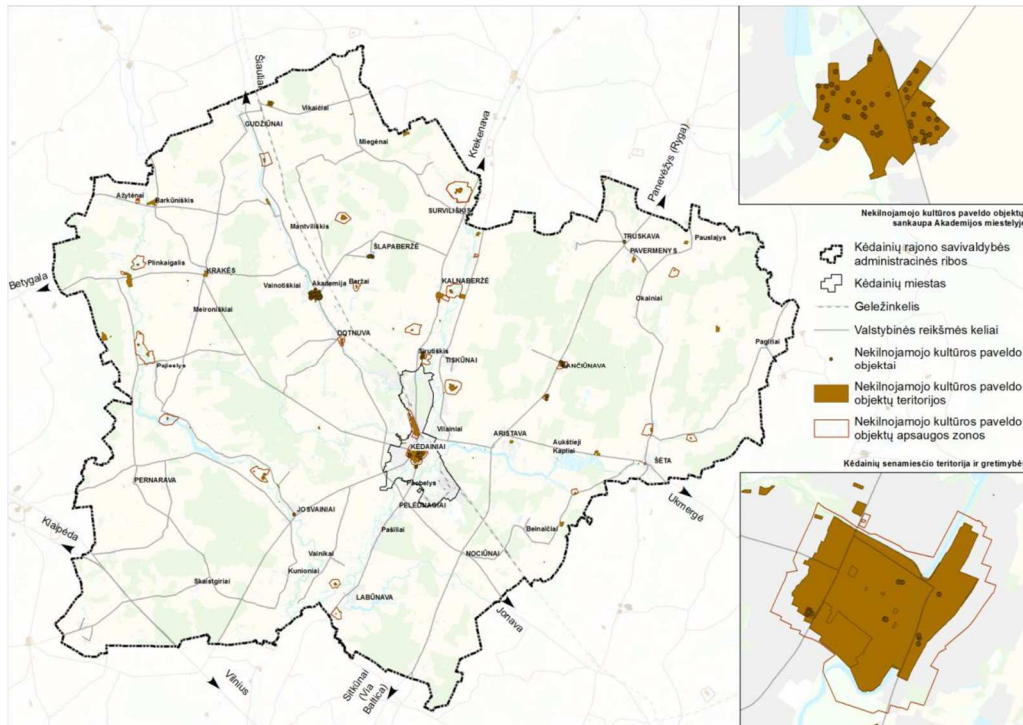 Šiauliai
Vikaičiai
GUDŽIŪNAI
Miegėnai
Krekenava
Panevėžys (Ryga)
Ažytėnai
Barkūniškis
SURVILIŠKIS
Mantviliškis
TRUSKAVA
Pauslajys
PAVERMENYS
ŠLAPABERŽĖ
Plinkaigalis
KRAKĖS
Betygala
Vainotiškiai
Akademija
Beržai
KALNABERŽĖ
Okainiai
Meironiškiai
DOTNUVA
Pagiriai
Sirutiškis
TISKŪNAI
Pajieslys
LANČIŪNAVA
Vilainiai
ARISTAVA
KĖDAINIAI
Aukštieji
Kapliai
ŠĖTA
PERNARAVA
Pašiliai
PELĖDNAGIAI
Ukmergė
Klaipėda
JOSVAINIAI
Beinaičiai
Vainikai
NOCIŪNAI
Kunioniai
Skaistgiriai
LABŪNAVA
Jonava
Vilnius
Sitkūnai
(Via
Baltica)
Nekilnojamojo kultūros paveldo objektų
sankaupa Akademijos miestelyje
Kėdainių rajono savivaldybės
administracinės ribos
Kėdainių miestas
Geležinkelis
Valstybinės reikšmės keliai
Nekilnojamojo kultūros paveldo
objektai
Nekilnojamojo kultūros paveldo
objektų teritorijos
Nekilnojamojo kultūros paveldo
objektų apsaugos zonos
Kėdainių senamiesčio teritorija ir gretimybės